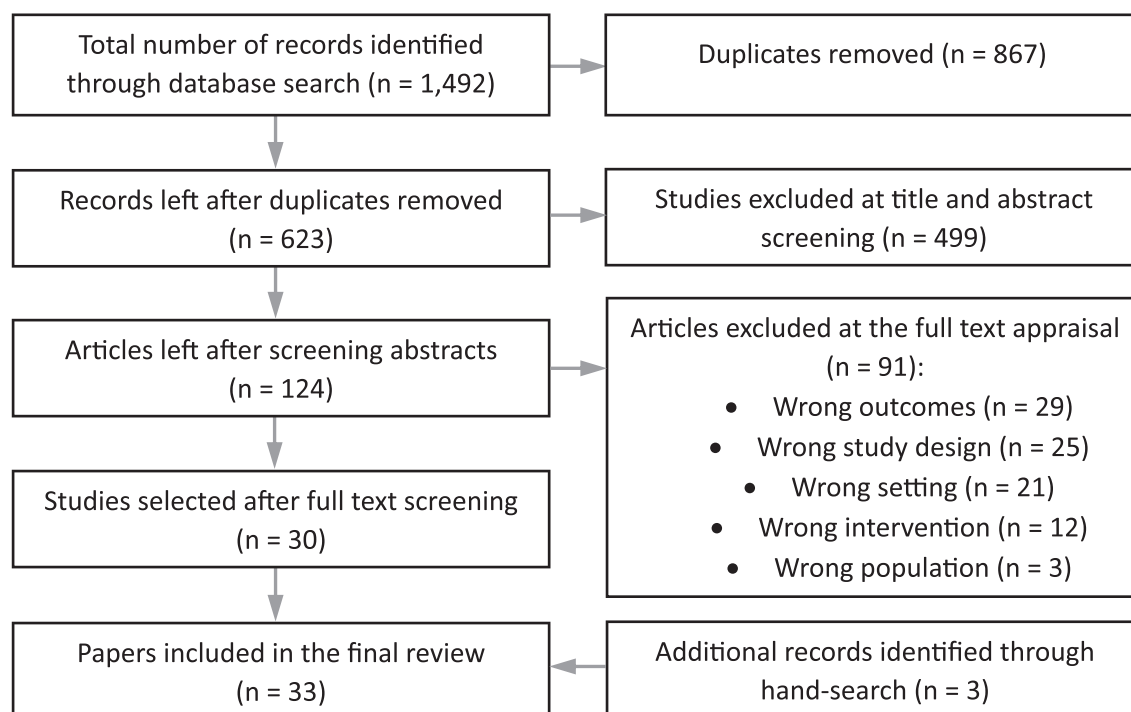 Total number of records identified
through database search (n = 1,492)
Duplicates removed (n = 867)
Records left after duplicates removed
(n = 623)
Studies excluded at title and abstract
screening (n = 499)
Articles left after screening abstracts
(n = 124)
Articles excluded at the full text appraisal
(n = 91):
• Wrong outcomes (n = 29)
• Wrong study design (n = 25)
• Wrong setting (n = 21)
• Wrong intervention (n = 12)
• Wrong population (n = 3)
Studies selected after full text screening
(n = 30)
Papers included in the final review
(n = 33)
Additional records identified through
hand-search (n = 3)